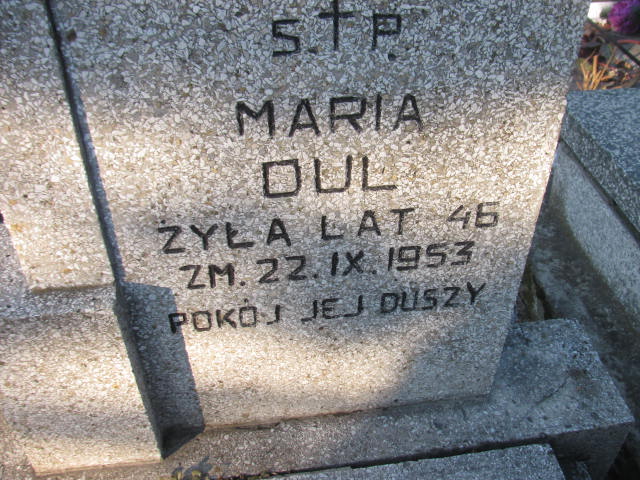 Ś.†P.
MARIA
DUL
ŻYŁA LAT 46
ZM. 22.IX.1953
POKÓJ JEJ DUSZY